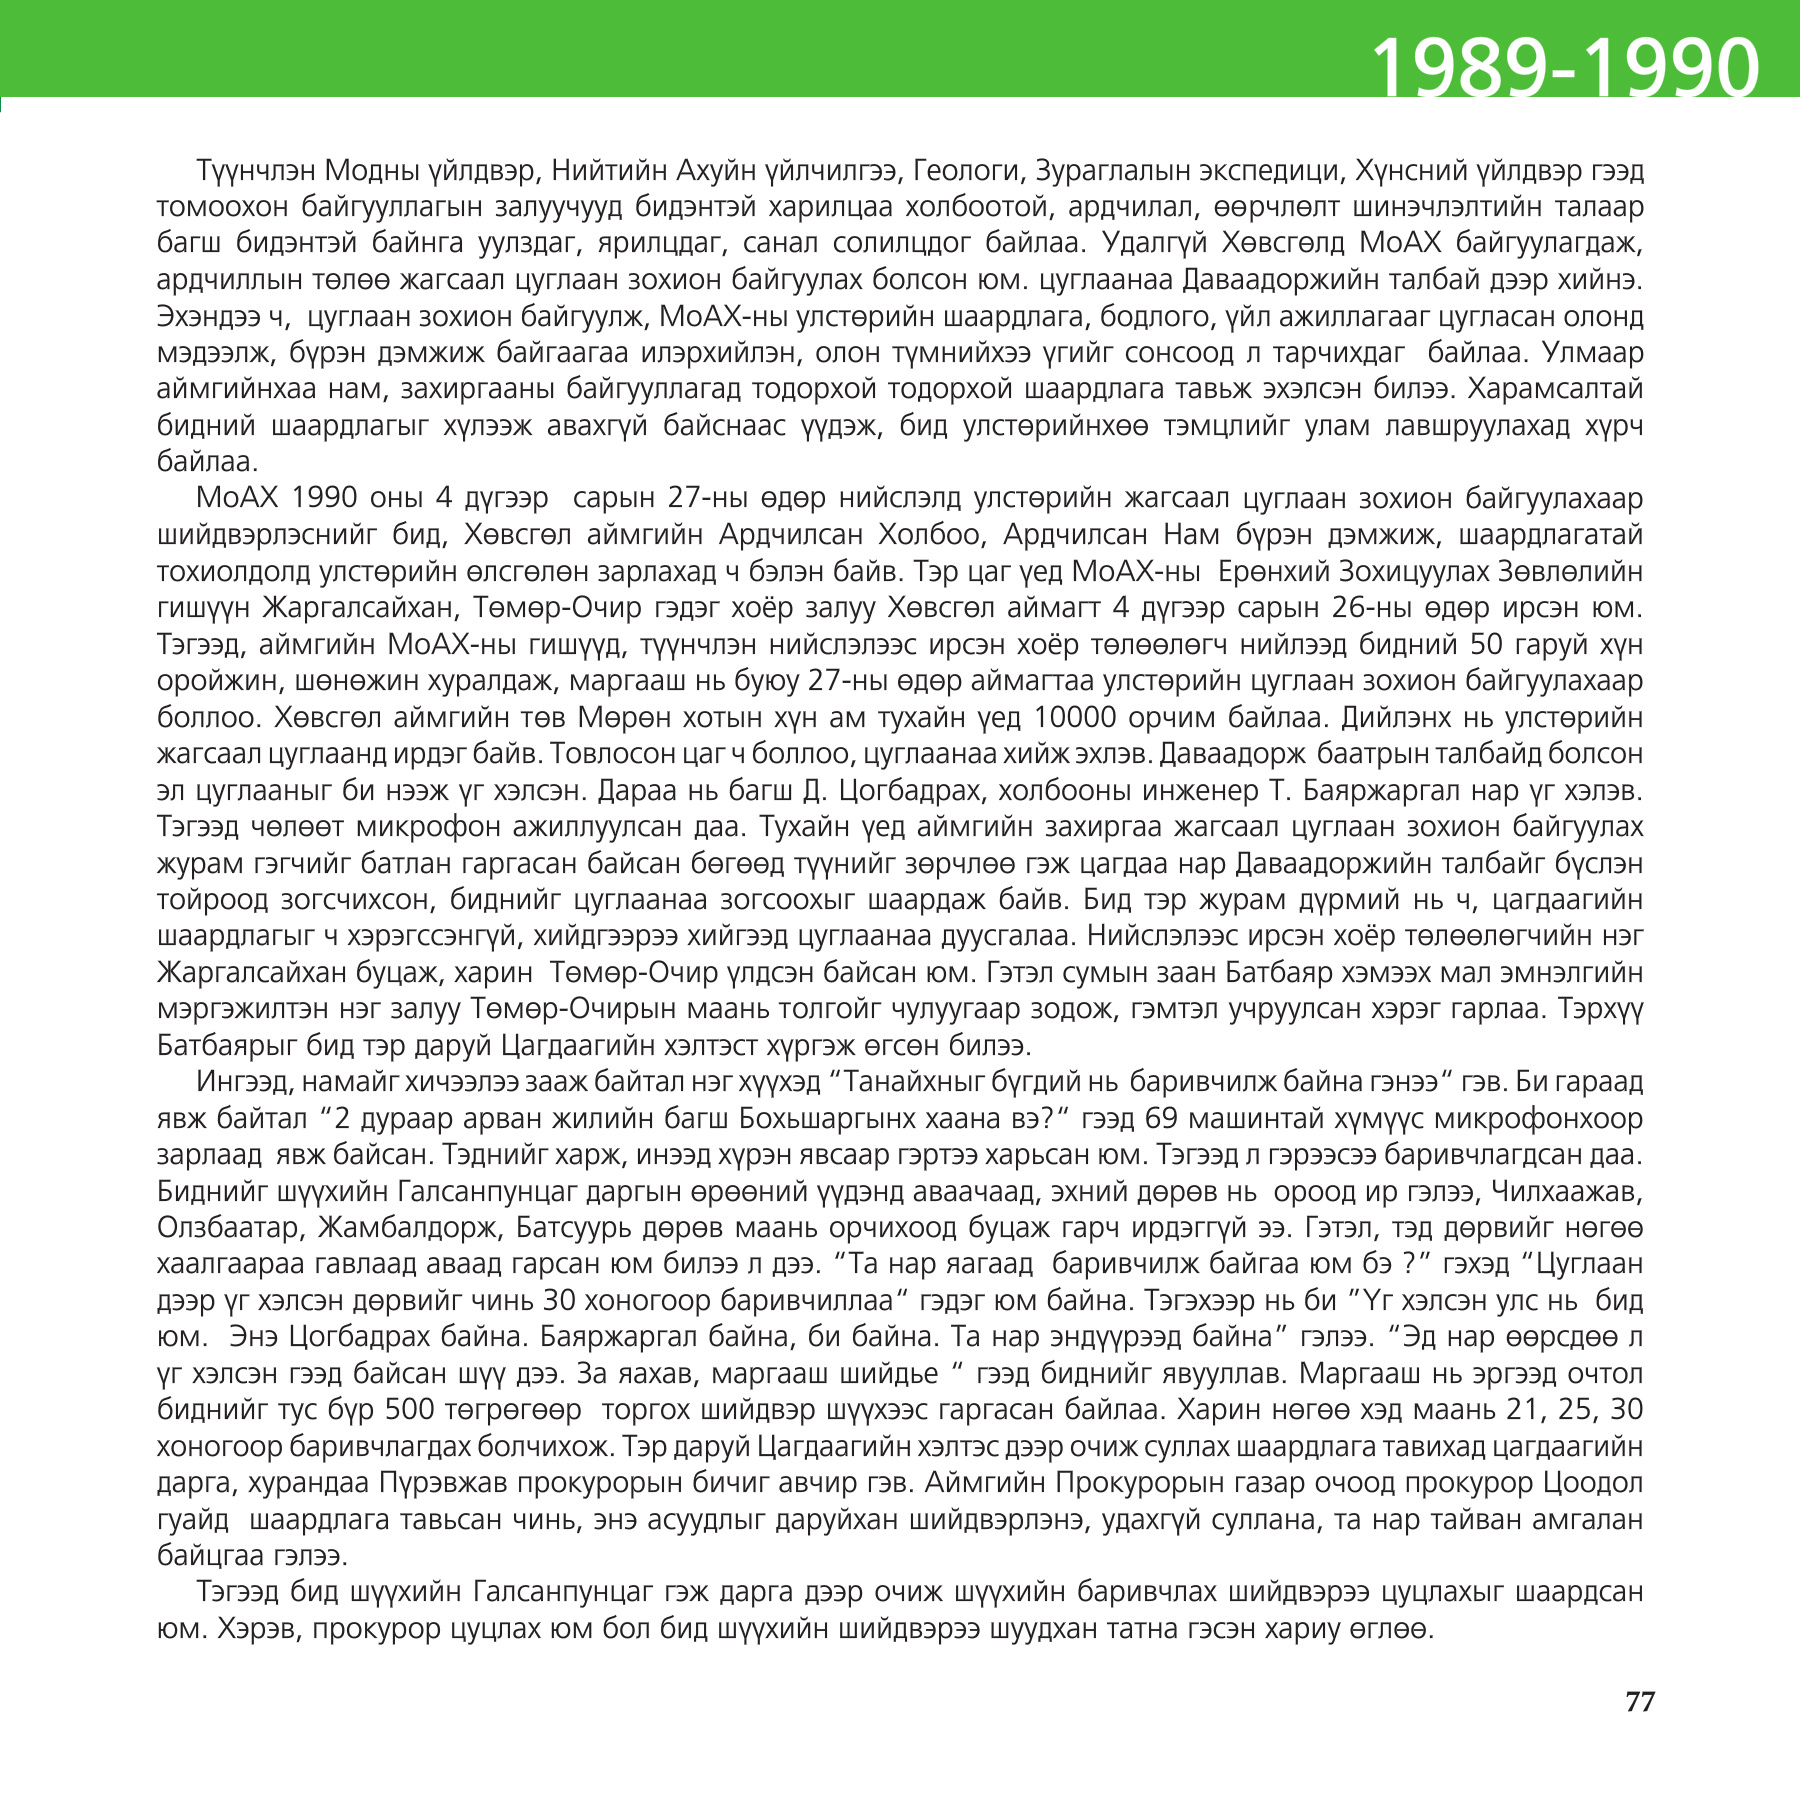 1989-1990
Түүнчлэн Модны үйлдвэр, Нийтийн Ахуйн үйлчилгээ, Геологи, Зураглалын экспедици, Хүнсний үйлдвэр гээд
томоохон байгууллагын залуучууд бидэнтэй харилцаа холбоотой, ардчилал, өөрчлөлт шинэчлэлтийн талаар
багш бидэнтэй байнга уулздаг, ярилцдаг, санал солилцдог байлаа. Удалгүй Хөвсгөлд МоАХ байгуулагдаж,
ардчиллын төлөө жагсаал цуглаан зохион байгуулах болсон юм. цуглаанаа Даваадоржийн талбай дээр хийнэ.
Эхэндээ ч, цуглаан зохион байгуулж, МоАХ-ны улстөрийн шаардлага, бодлого, үйл ажиллагааг цугласан олонд
мэдээлж, бүрэн дэмжиж байгаагаа илэрхийлэн, олон түмнийхээ үгийг сонсоод л тарчихдаг байлаа. Улмаар
аймгийнхаа нам, захиргааны байгууллагад тодорхой тодорхой шаардлага тавьж эхэлсэн билээ. Харамсалтай
бидний шаардлагыг хүлээж авахгүй байснаас үүдэж, бид улстөрийнхөө тэмцлийг улам лавшруулахад хүрч
байлаа.
МоАХ 1990 оны 4 дүгээр сарын 27-ны өдөр нийслэлд улстөрийн жагсаал цуглаан зохион байгуулахаар
шийдвэрлэснийг бид, Хөвсгөл аймгийн Ардчилсан Холбоо, Ардчилсан Нам бүрэн дэмжиж, шаардлагатай
тохиолдолд улстөрийн өлсгөлөн зарлахад ч бэлэн байв. Тэр цаг үед МоАХ-ны Ерөнхий Зохицуулах Зөвлөлийн
гишүүн Жаргалсайхан, Төмөр-Очир гэдэг хоёр залуу Хөвсгөл аймагт 4 дүгээр сарын 26-ны өдөр ирсэн юм.
Тэгээд, аймгийн МоАХ-ны гишүүд, түүнчлэн нийслэлээс ирсэн хоёр төлөөлөгч нийлээд бидний 50 гаруй хүн
оройжин, шөнөжин хуралдаж, маргааш нь буюу 27-ны өдөр аймагтаа улстөрийн цуглаан зохион байгуулахаар
боллоо. Хөвсгөл аймгийн төв Мөрөн хотын хүн ам тухайн үед 10000 орчим байлаа. Дийлэнх нь улстөрийн
жагсаал цуглаанд ирдэг байв. Товлосон цаг ч боллоо, цуглаанаа хийж эхлэв. Даваадорж баатрын талбайд болсон
эл цуглааныг би нээж үг хэлсэн. Дараа нь багш Д. Цогбадрах, холбооны инженер Т. Баяржаргал нар үг хэлэв.
Тэгээд чөлөөт микрофон ажиллуулсан даа. Тухайн үед аймгийн захиргаа жагсаал цуглаан зохион байгуулах
журам гэгчийг батлан гаргасан байсан бөгөөд түүнийг зөрчлөө гэж цагдаа нар Даваадоржийн талбайг бүслэн
тойроод зогсчихсон, биднийг цуглаанаа зогсоохыг шаардаж байв. Бид тэр журам дүрмий нь ч, цагдаагийн
шаардлагыг ч хэрэгссэнгүй, хийдгээрээ хийгээд цуглаанаа дуусгалаа. Нийслэлээс ирсэн хоёр төлөөлөгчийн нэг
Жаргалсайхан буцаж, харин Төмөр-Очир үлдсэн байсан юм. Гэтэл сумын заан Батбаяр хэмээх мал эмнэлгийн
мэргэжилтэн нэг залуу Төмөр-Очирын маань толгойг чулуугаар зодож, гэмтэл учруулсан хэрэг гарлаа. Тэрхүү
Батбаярыг бид тэр даруй Цагдаагийн хэлтэст хүргэж өгсөн билээ.
Ингээд, намайг хичээлээ зааж байтал нэг хүүхэд “Танайхныг бүгдий нь баривчилж байна гэнээ“ гэв. Би гараад
явж байтал “2 дураар арван жилийн багш Бохьшаргынх хаана вэ?“ гээд 69 машинтай хүмүүс микрофонхоор
зарлаад явж байсан. Тэднийг харж, инээд хүрэн явсаар гэртээ харьсан юм. Тэгээд л гэрээсээ баривчлагдсан даа.
Биднийг шүүхийн Галсанпунцаг даргын өрөөний үүдэнд аваачаад, эхний дөрөв нь ороод ир гэлээ, Чилхаажав,
Олзбаатар, Жамбалдорж, Батсуурь дөрөв маань орчихоод буцаж гарч ирдэггүй ээ. Гэтэл, тэд дөрвийг нөгөө
хаалгаараа гавлаад аваад гарсан юм билээ л дээ. “Та нар яагаад баривчилж байгаа юм бэ ?” гэхэд “Цуглаан
дээр үг хэлсэн дөрвийг чинь 30 хоногоор баривчиллаа“ гэдэг юм байна. Тэгэхээр нь би ”Үг хэлсэн улс нь бид
юм. Энэ Цогбадрах байна. Баяржаргал байна, би байна. Та нар эндүүрээд байна” гэлээ. “Эд нар өөрсдөө л
үг хэлсэн гээд байсан шүү дээ. За яахав, маргааш шийдье “ гээд биднийг явууллав. Маргааш нь эргээд очтол
биднийг тус бүр 500 төгрөгөөр торгох шийдвэр шүүхээс гаргасан байлаа. Харин нөгөө хэд маань 21, 25, 30
хоногоор баривчлагдах болчихож. Тэр даруй Цагдаагийн хэлтэс дээр очиж суллах шаардлага тавихад цагдаагийн
дарга, хурандаа Пүрэвжав прокурорын бичиг авчир гэв. Аймгийн Прокурорын газар очоод прокурор Цоодол
гуайд шаардлага тавьсан чинь, энэ асуудлыг даруйхан шийдвэрлэнэ, удахгүй суллана, та нар тайван амгалан
байцгаа гэлээ.
Тэгээд бид шүүхийн Галсанпунцаг гэж дарга дээр очиж шүүхийн баривчлах шийдвэрээ цуцлахыг шаардсан
юм. Хэрэв, прокурор цуцлах юм бол бид шүүхийн шийдвэрээ шуудхан татна гэсэн хариу өглөө.
77